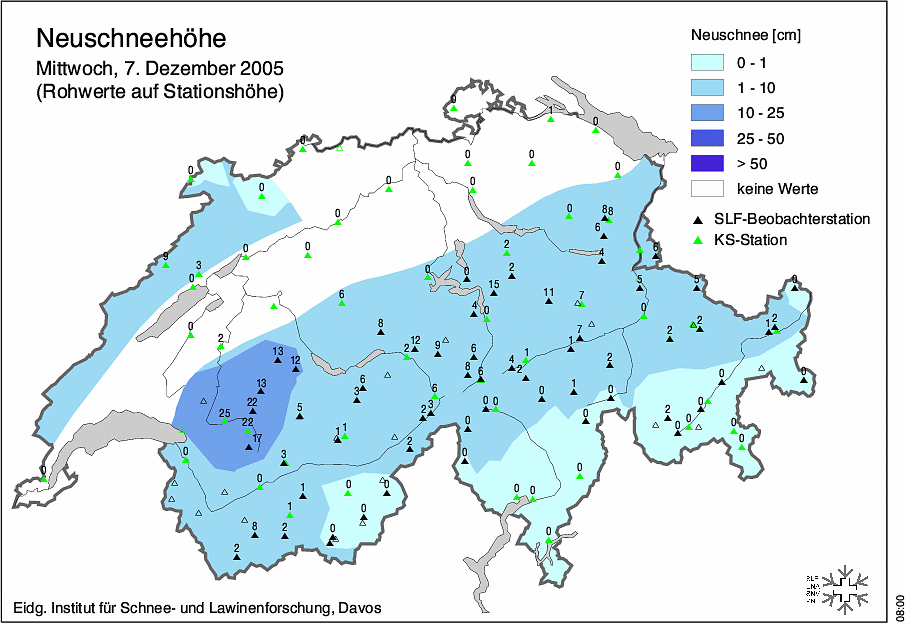 Neuschneehöhe
Mittwoch, 7. Dezember 2005
(Rohwerte auf Stationshöhe)
Neuschnee [cm]
0 - 1
1 - 10
10 - 25
25 - 50
> 50
keine Werte
SLF-Beobachterstation
KS-Station
0
1
0
0
0 0
0 0
0 0 0
0 0 8 8
6
0 0 2 6
9 3 4
0 0 0 2 5 5 0
6 15 11 7
4 0 0
0 8 7 2 2 1 2
2 12 9 2 6 1 1
13 12 4 2 2
8 6 0 0
13 6 3 6 0 1 0
22 5 2 3 0 0 0 2 0
25 22 0 0 0 0
17 1 1 2 0
0 3 0
0 0 0
1 0 0 0 0
1 0
8 2 0 0
2
Eidg. Institut für Schnee- und Lawinenforschung, Davos
08:00